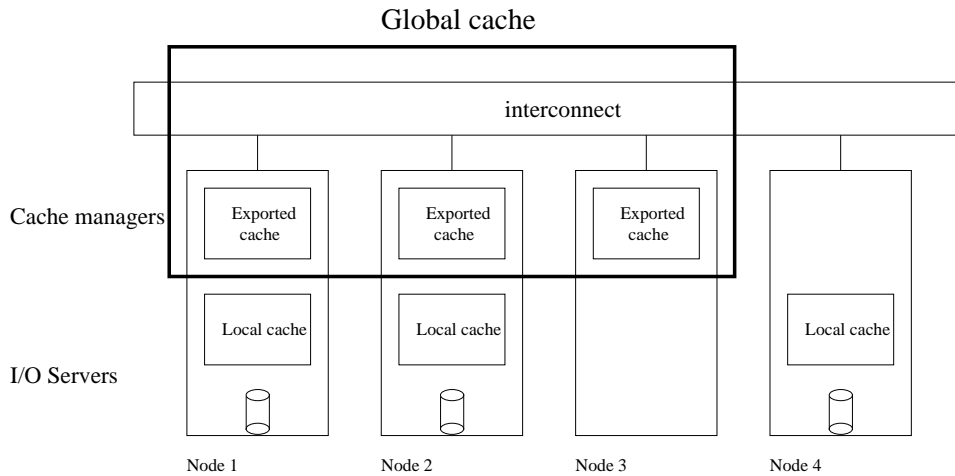 Global cache
interconnect
Cache managers
Exported
cache
Exported
cache
Exported
cache
Local cache
Local cache
Local cache
I/O Servers
Node 1
Node 2
Node 3
Node 4